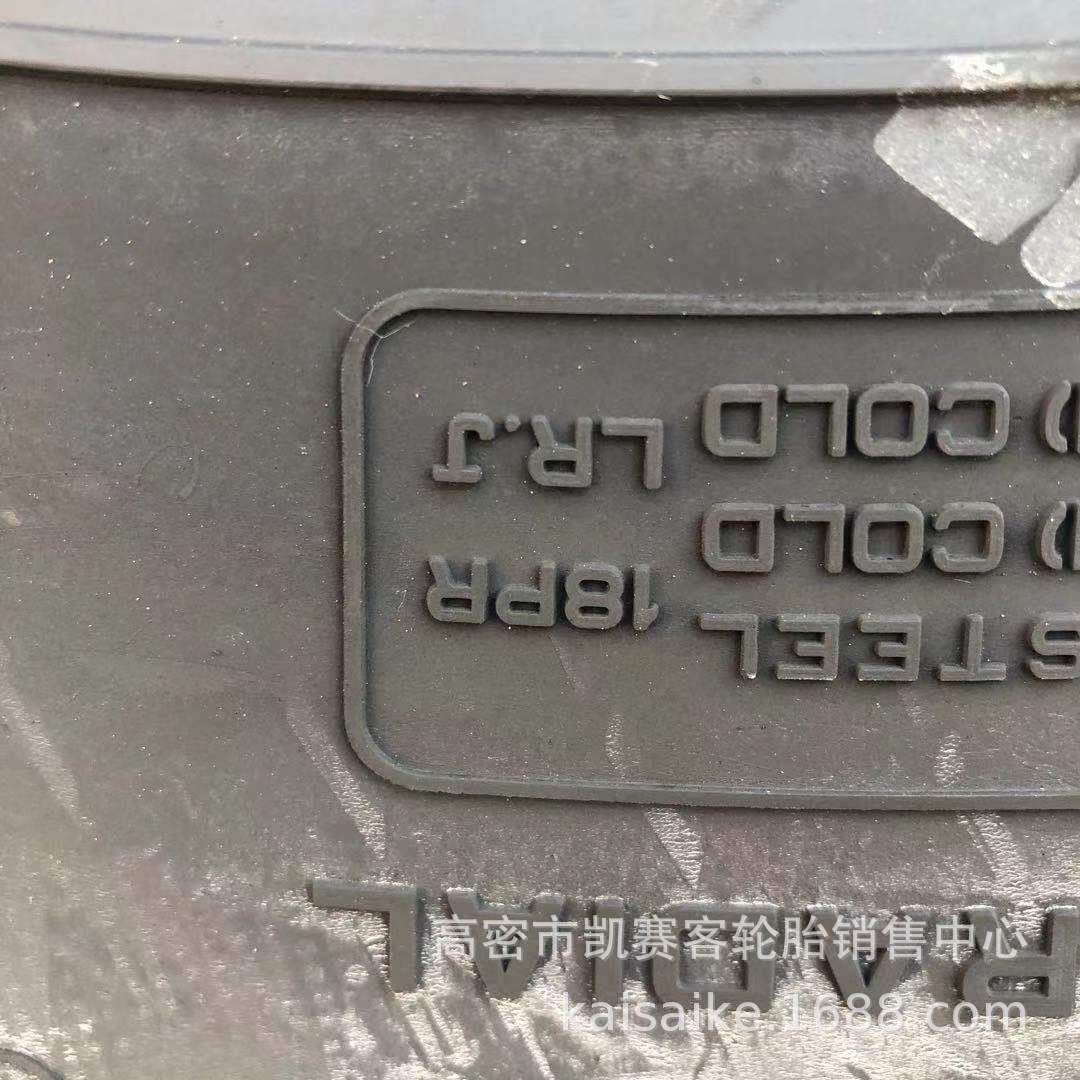 RADIAL
STEEL
18PR
) COLD
) COLD
LR.J
高密市凯赛客轮胎销售中心
kaisaike.1688.com